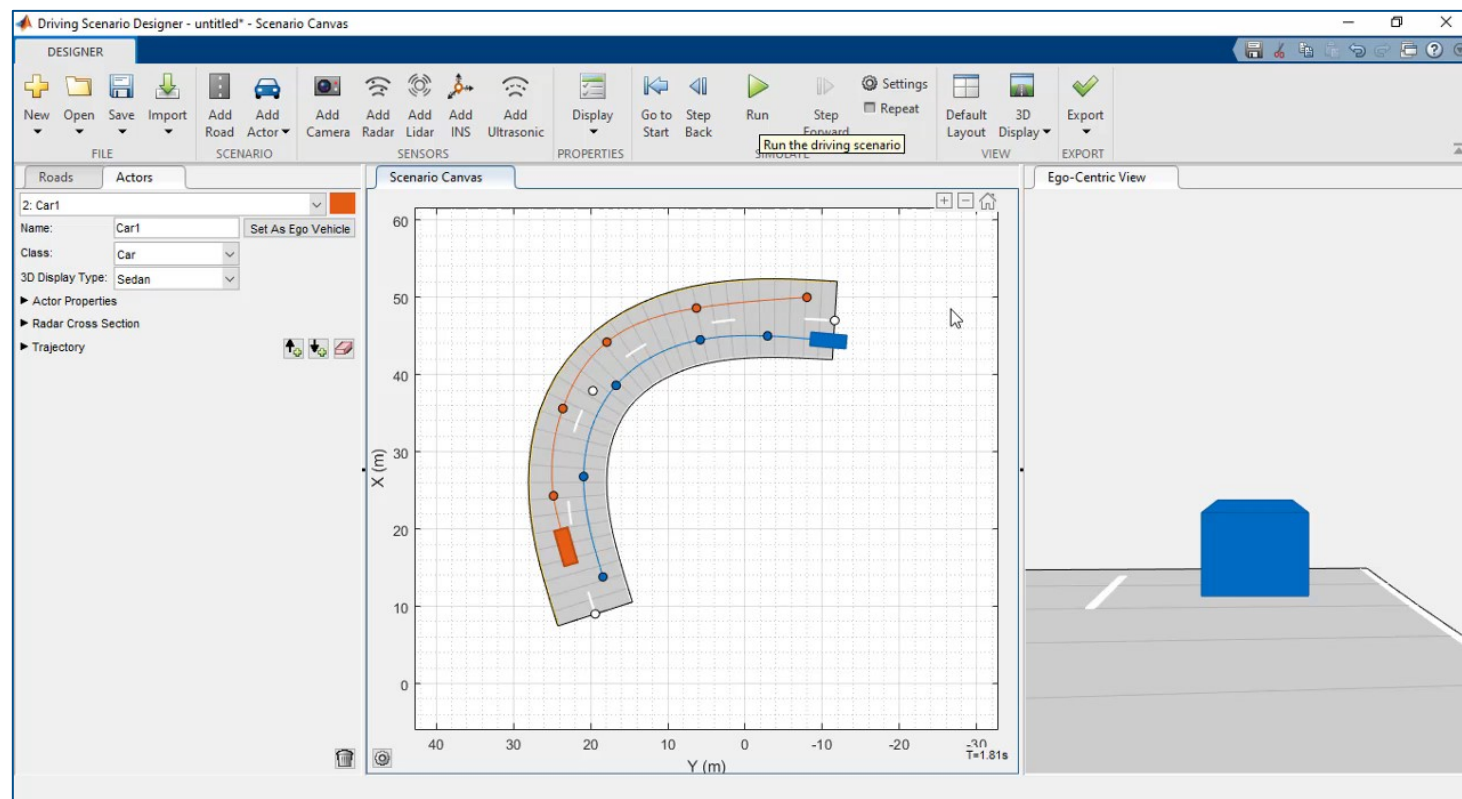 Driving Scenario Designer - untitled* - Scenario Canvas
DESIGNER
New
Open
Save
Import
Add Road
Add Actor
Add Camera
Add Radar
Add Lidar
Add INS
Add Ultrasonic
Display
Go to Start
Step Back
Run
Step Forward
Settings
Repeat
Default Layout
3D Display
Export
FILE
SCENARIO
SENSORS
PROPERTIES
SIMULATE
VIEW
EXPORT
Run the driving scenario
Roads
Actors
2: Car1
Name:
Car1
Set As Ego Vehicle
Class:
Car
3D Display Type:
Sedan
Actor Properties
Radar Cross Section
Trajectory
Scenario Canvas
60
50
40
30
20
10
0
X (m)
40
30
20
10
0
-10
-20
-30
T=1.81s
Y (m)
Ego-Centric View